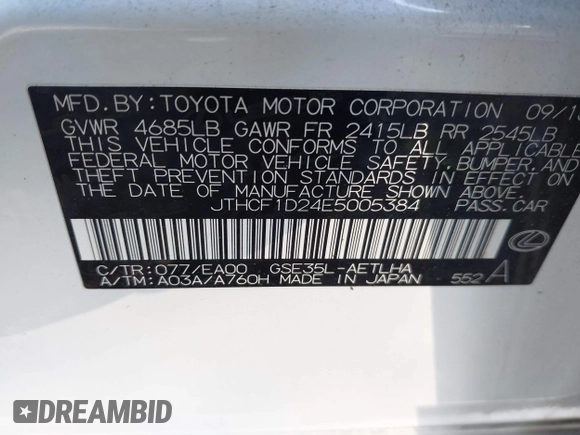 MFD. BY: TOYOTA MOTOR CORPORATION 09/1
GVWR 4685LB GAWR FR 2415LB RR 2545LB
THIS VEHICLE CONFORMS TO ALL APPLICABLE
FEDERAL MOTOR VEHICLE SAFETY, BUMPER, AND
THEFT PREVENTION STANDARDS IN EFFECT ON
THE DATE OF MANUFACTURE SHOWN ABOVE.
JTHCF1D24E5005384 PASS. CAR
C/TR: 077/EA00 GSE35L-AETLHA
A/TM: A03A/A760H MADE IN JAPAN 552 A
DREAMBID